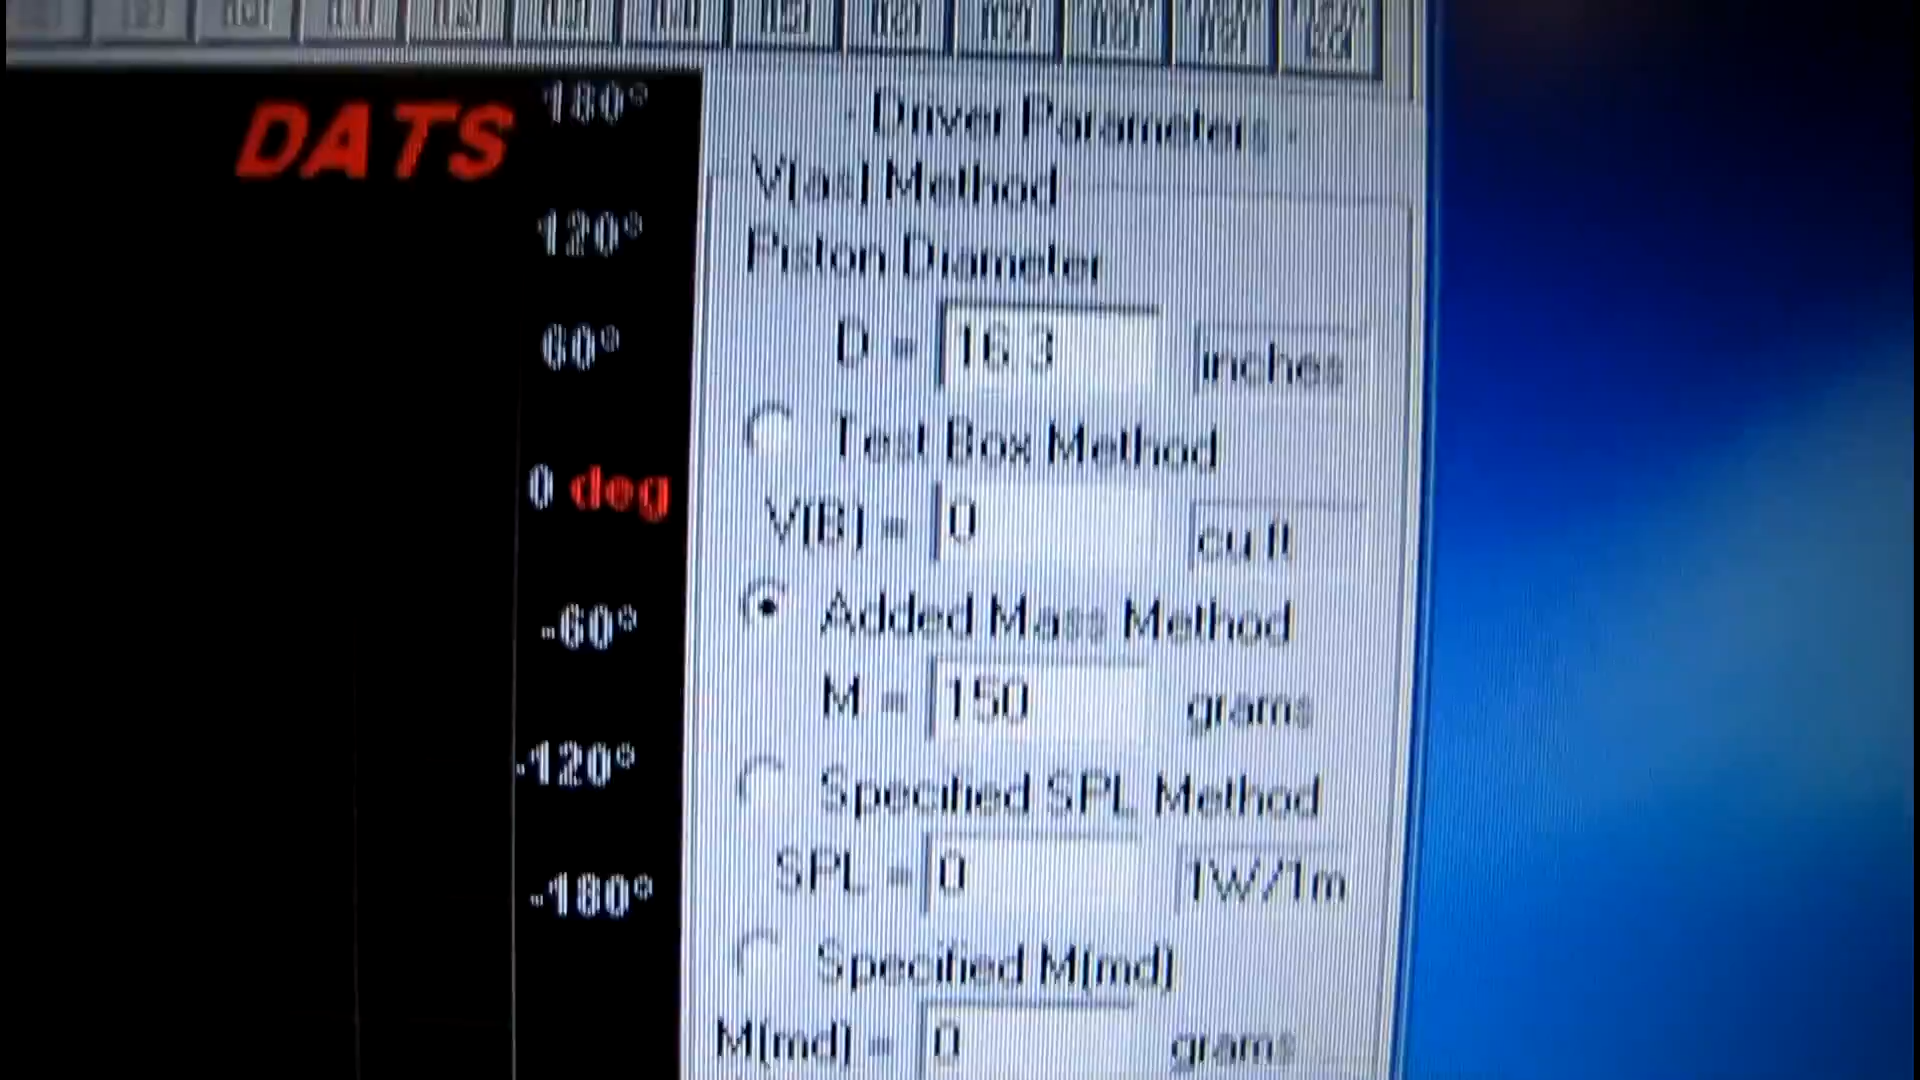 DATS
180°
120°
60°
0 deg
-60°
-120°
-180°
- Driver Parameters -
V(as) Method
Piston Diameter
D = 16.3 inches
Test Box Method
V(B) = 0 cu ft
Added Mass Method
M = 150 grams
Specified SPL Method
SPL = 0 1W/1m
Specified M(md)
M(md) = 0 grams